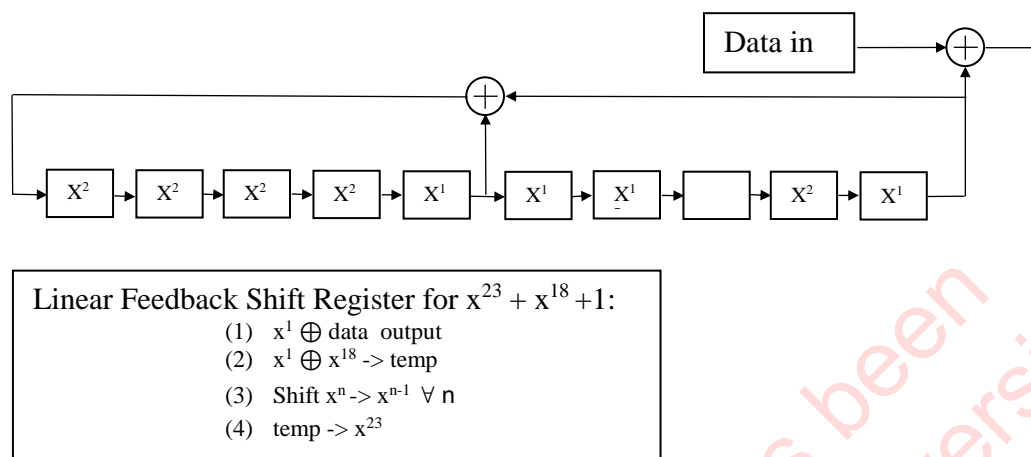 Data in
X² X² X² X² X¹ X¹ X¹ X² X¹
Linear Feedback Shift Register for x²³ + x¹⁸ +1:
(1) x¹ ⊕ data output
(2) x¹ ⊕ x¹⁸ -> temp
(3) Shift xⁿ -> xⁿ⁻¹ ∀ n
(4) temp -> x²³
been